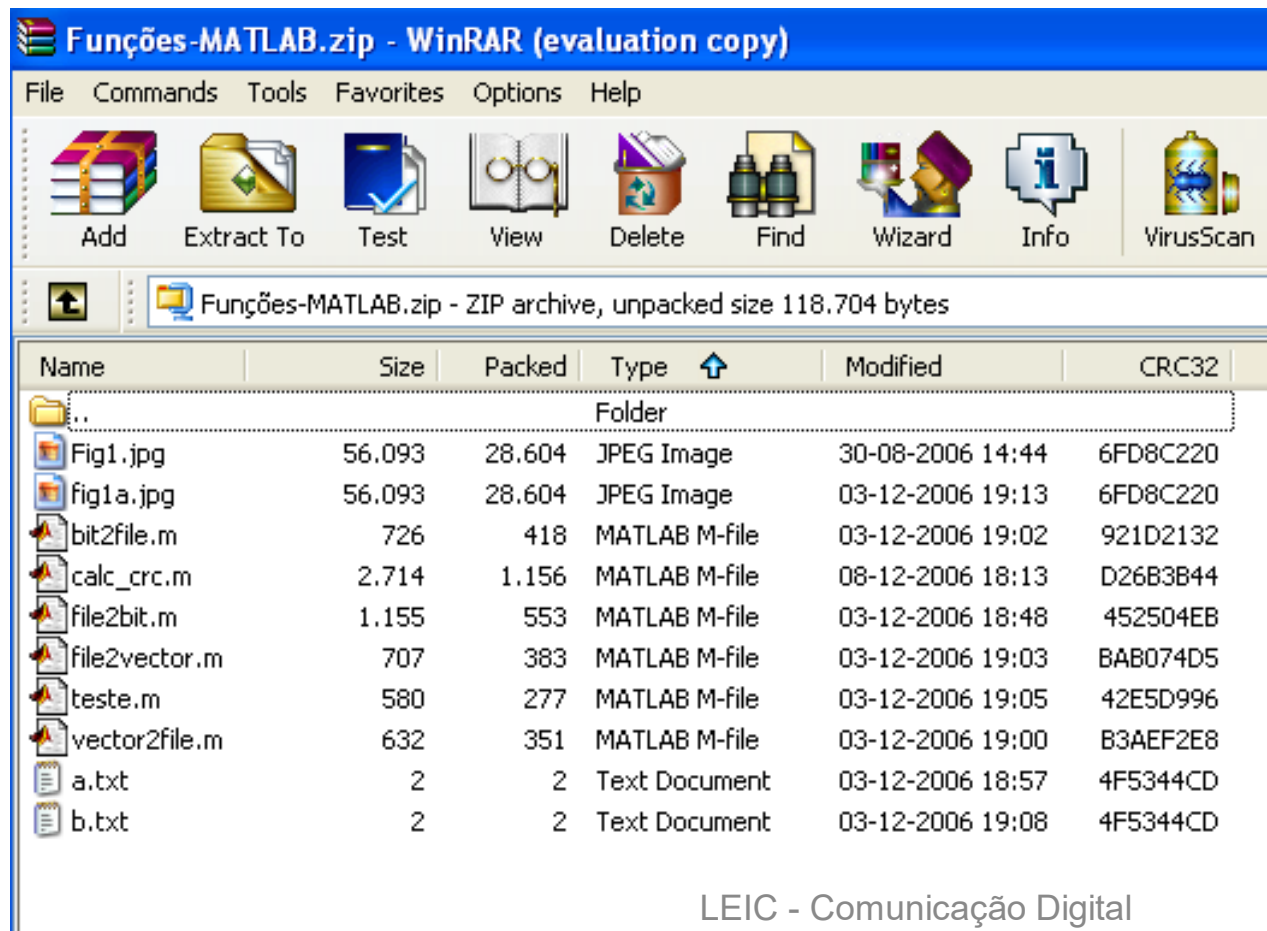 Funções-MATLAB.zip - WinRAR (evaluation copy)
File Commands Tools Favorites Options Help
Add Extract To Test View Delete Find Wizard Info VirusScan
Funções-MATLAB.zip - ZIP archive, unpacked size 118.704 bytes
Name Size Packed Type Modified CRC32
.. Folder
Fig1.jpg 56.093 28.604 JPEG Image 30-08-2006 14:44 6FD8C220
fig1a.jpg 56.093 28.604 JPEG Image 03-12-2006 19:13 6FD8C220
bit2file.m 726 418 MATLAB M-file 03-12-2006 19:02 921D2132
calc_crc.m 2.714 1.156 MATLAB M-file 08-12-2006 18:13 D26B3B44
file2bit.m 1.155 553 MATLAB M-file 03-12-2006 18:48 452504EB
file2vector.m 707 383 MATLAB M-file 03-12-2006 19:03 BAB074D5
teste.m 580 277 MATLAB M-file 03-12-2006 19:05 42E5D996
vector2file.m 632 351 MATLAB M-file 03-12-2006 19:00 B3AEF2E8
a.txt 2 2 Text Document 03-12-2006 18:57 4F5344CD
b.txt 2 2 Text Document 03-12-2006 19:08 4F5344CD
LEIC - Comunicação Digital